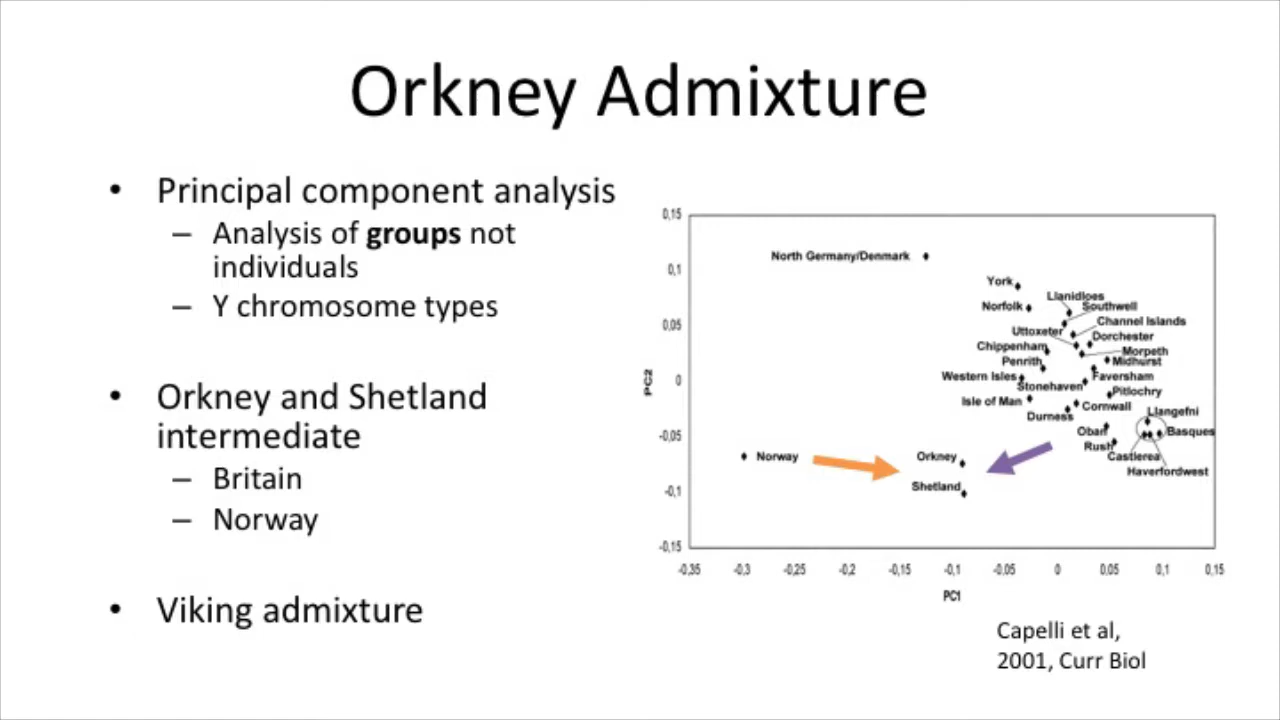 Orkney Admixture
• Principal component analysis
– Analysis of groups not
individuals
– Y chromosome types
• Orkney and Shetland
intermediate
– Britain
– Norway
• Viking admixture
0,15
0,1
0,05
0
-0,05
-0,1
-0,15
PC2
North Germany/Denmark
York
Llanidloes
Norfolk
Southwell
Channel Islands
Uttoxeter
Dorchester
Chippenham
Morpeth
Penrith
Midhurst
Western Isles
Faversham
Stonehaven
Pitlochry
Isle of Man
Cornwall
Llangefni
Durness
Oban
Basques
Rush
Castlerea
Haverfordwest
Norway
Orkney
Shetland
-0,35 -0,3 -0,25 -0,2 -0,15 -0,1 -0,05 0 0,05 0,1 0,15
PC1
Capelli et al,
2001, Curr Biol